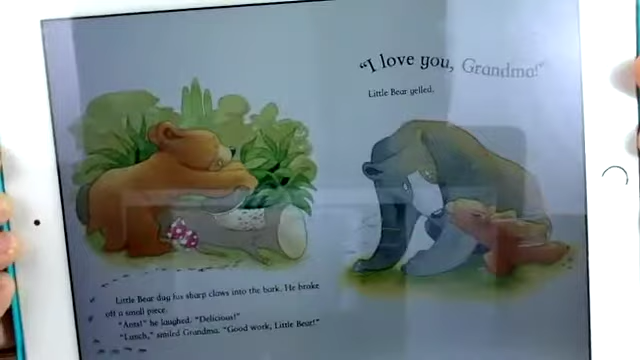 Little Bear dug his sharp claws into the bark. He broke
off a small piece.
"Ants!" he laughed. "Delicious!"
"Lunch," smiled Grandma. "Good work, Little Bear!"
"I love you, Grandma!"
Little Bear yelled.